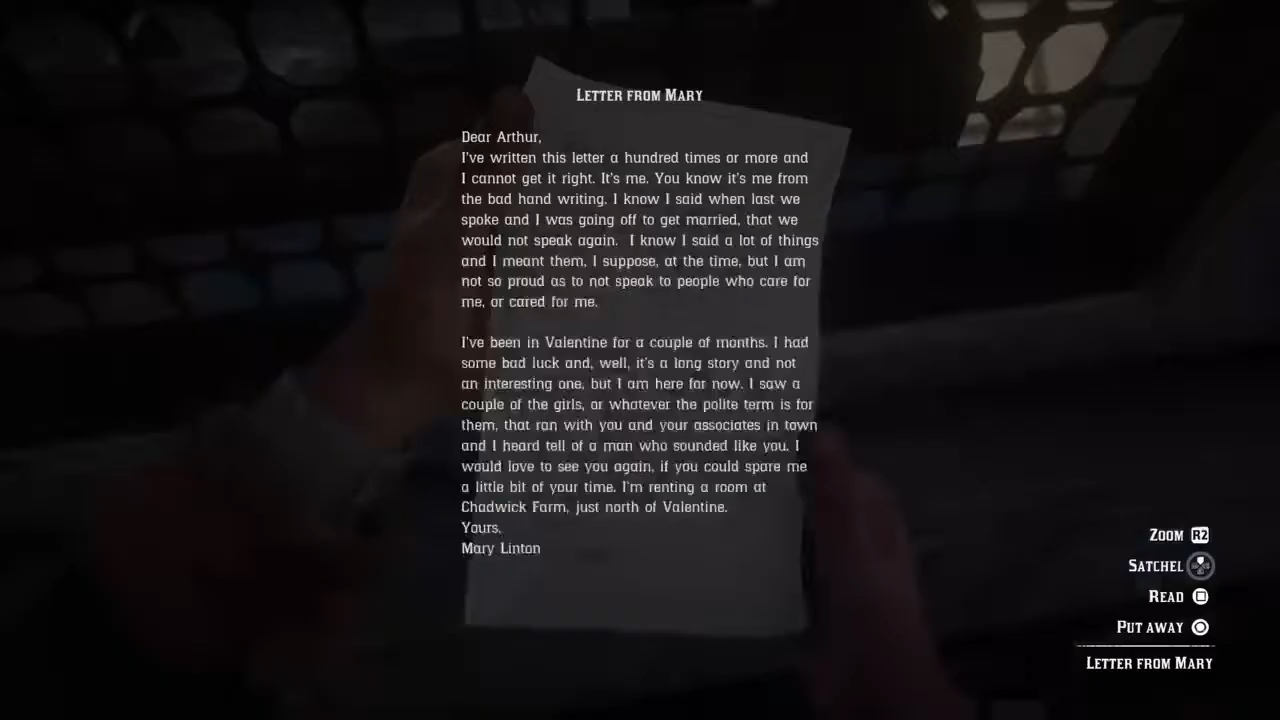 Letter from Mary
Dear Arthur,
I've written this letter a hundred times or more and
I cannot get it right. It's me. You know it's me from
the bad hand writing. I know I said when last we
spoke and I was going off to get married, that we
would not speak again.  I know I said a lot of things
and I meant them, I suppose, at the time, but I am
not so proud as to not speak to people who care for
me, or cared for me.
I've been in Valentine for a couple of months. I had
some bad luck and, well, it's a long story and not
an interesting one, but I am here for now. I saw a
couple of the girls, or whatever the polite term is for
them, that ran with you and your associates in town
and I heard tell of a man who sounded like you. I
would love to see you again, if you could spare me
a little bit of your time. I'm renting a room at
Chadwick Farm, just north of Valentine.
Yours,
Mary Linton
Zoom R2
Satchel
Read
Put away
Letter from Mary